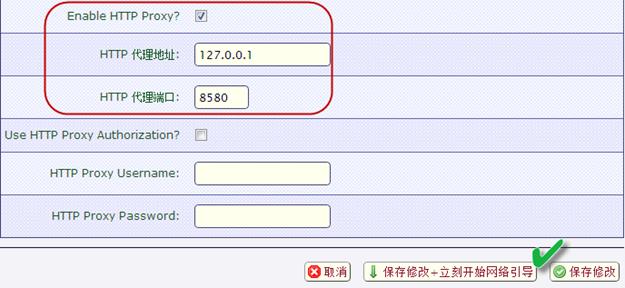 Enable HTTP Proxy?
HTTP 代理地址: 127.0.0.1
HTTP 代理端口: 8580
Use HTTP Proxy Authorization?
HTTP Proxy Username:
HTTP Proxy Password:
取消 保存修改+立刻开始网络引导 保存修改